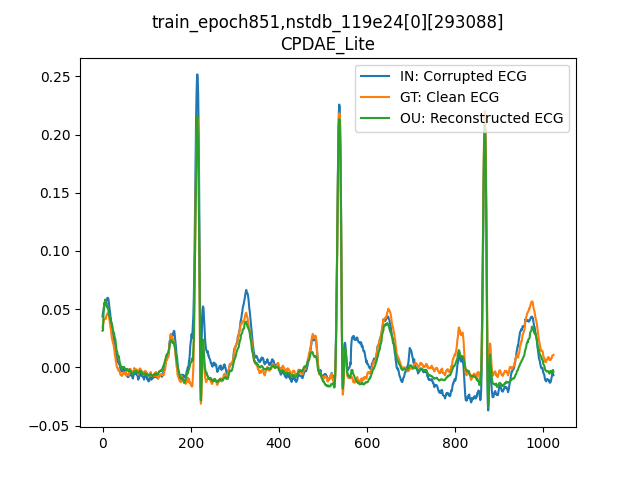 train_epoch851,nstdb_119e24[0][293088]
CPDAE_Lite
IN: Corrupted ECG
GT: Clean ECG
OU: Reconstructed ECG
0.25
0.20
0.15
0.10
0.05
0.00
−0.05
0 200 400 600 800 1000